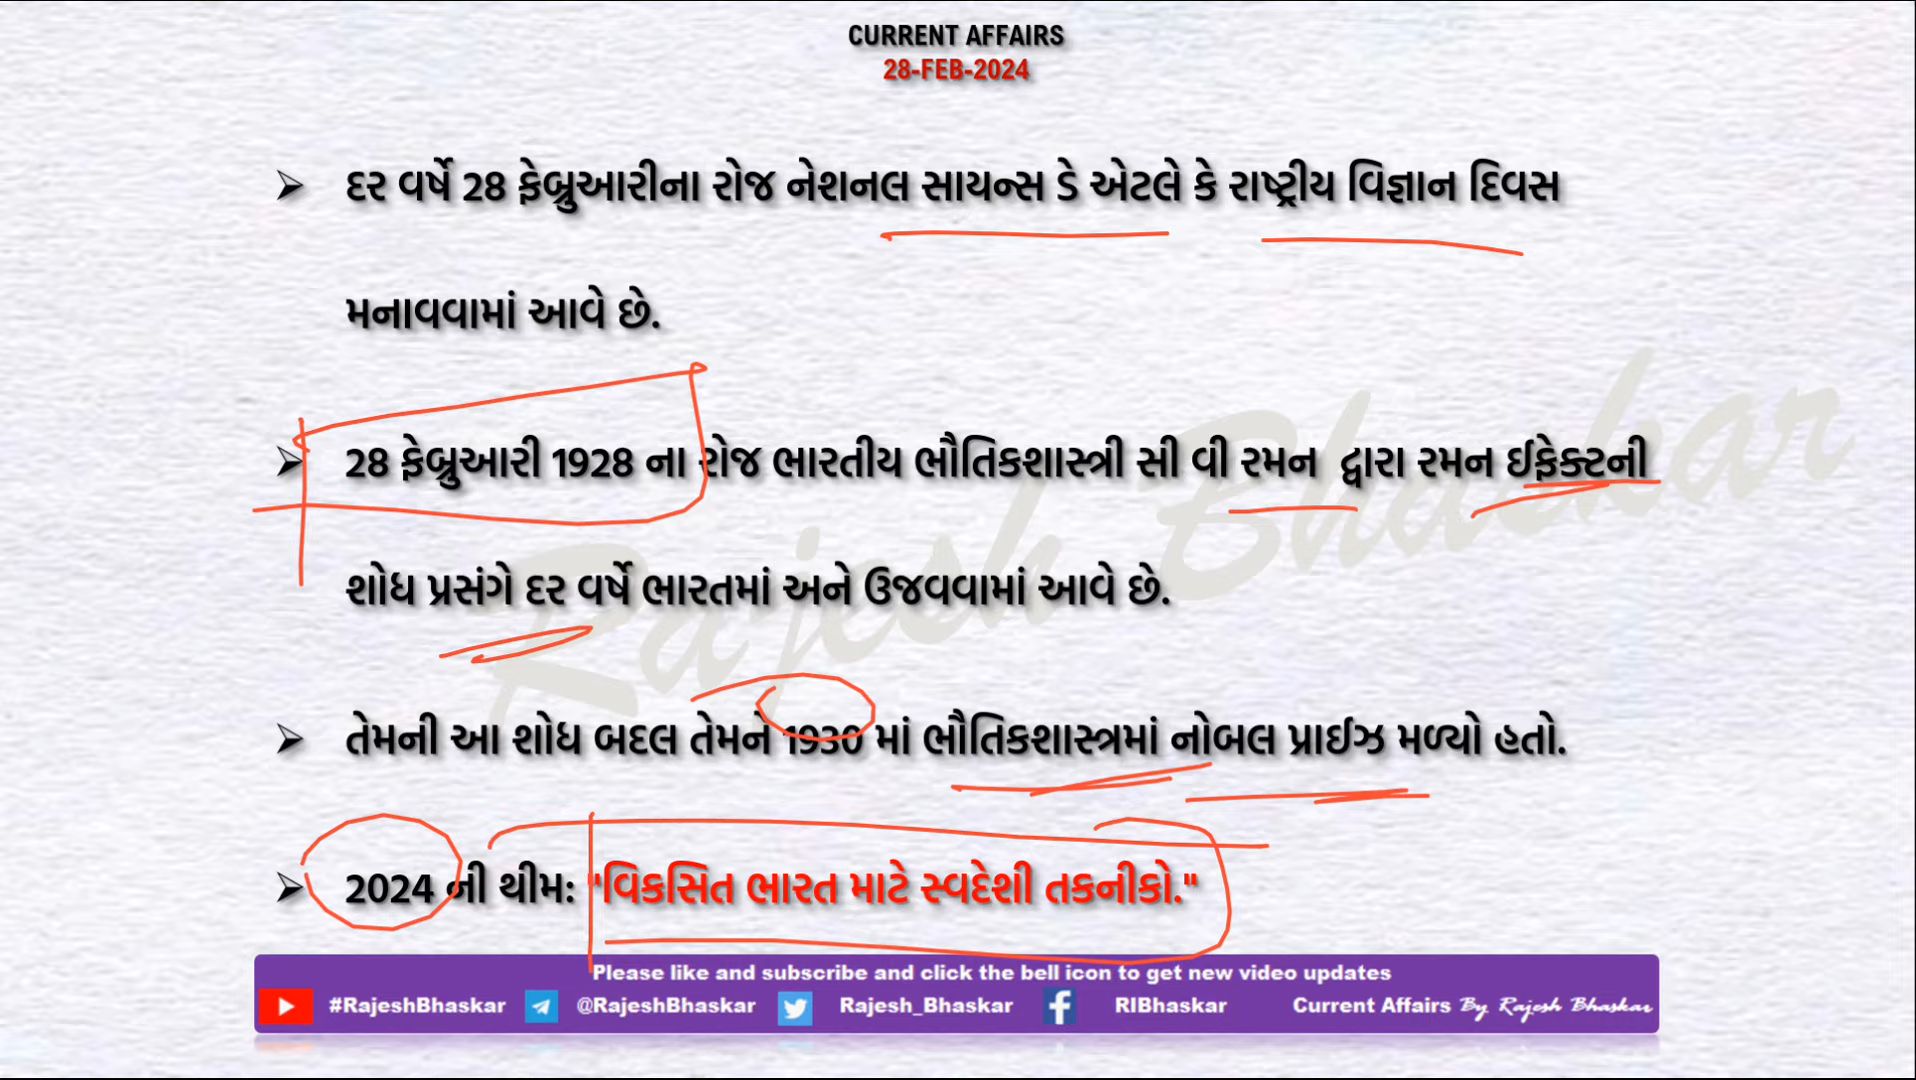 CURRENT AFFAIRS
28-FEB-2024
➢ દર વર્ષે 28 ફેબ્રુઆરીના રોજ નેશનલ સાયન્સ ડે એટલે કે રાષ્ટ્રીય વિજ્ઞાન દિવસ
મનાવવામાં આવે છે.
➢ 28 ફેબ્રુઆરી 1928 ના રોજ ભારતીય ભૌતિકશાસ્ત્રી સી વી રમન દ્વારા રમન ઈફેક્ટની
શોધ પ્રસંગે દર વર્ષે ભારતમાં અને ઉજવવામાં આવે છે.
➢ તેમની આ શોધ બદલ તેમને 1930 માં ભૌતિકશાસ્ત્રમાં નોબલ પ્રાઈઝ મળ્યો હતો.
➢ 2024 ની થીમ: "વિકસિત ભારત માટે સ્વદેશી તકનીકો."
Rajesh Bhaskar
Please like and subscribe and click the bell icon to get new video updates
#RajeshBhaskar @RajeshBhaskar Rajesh_Bhaskar RIBhaskar Current Affairs By Rajesh Bhaskar